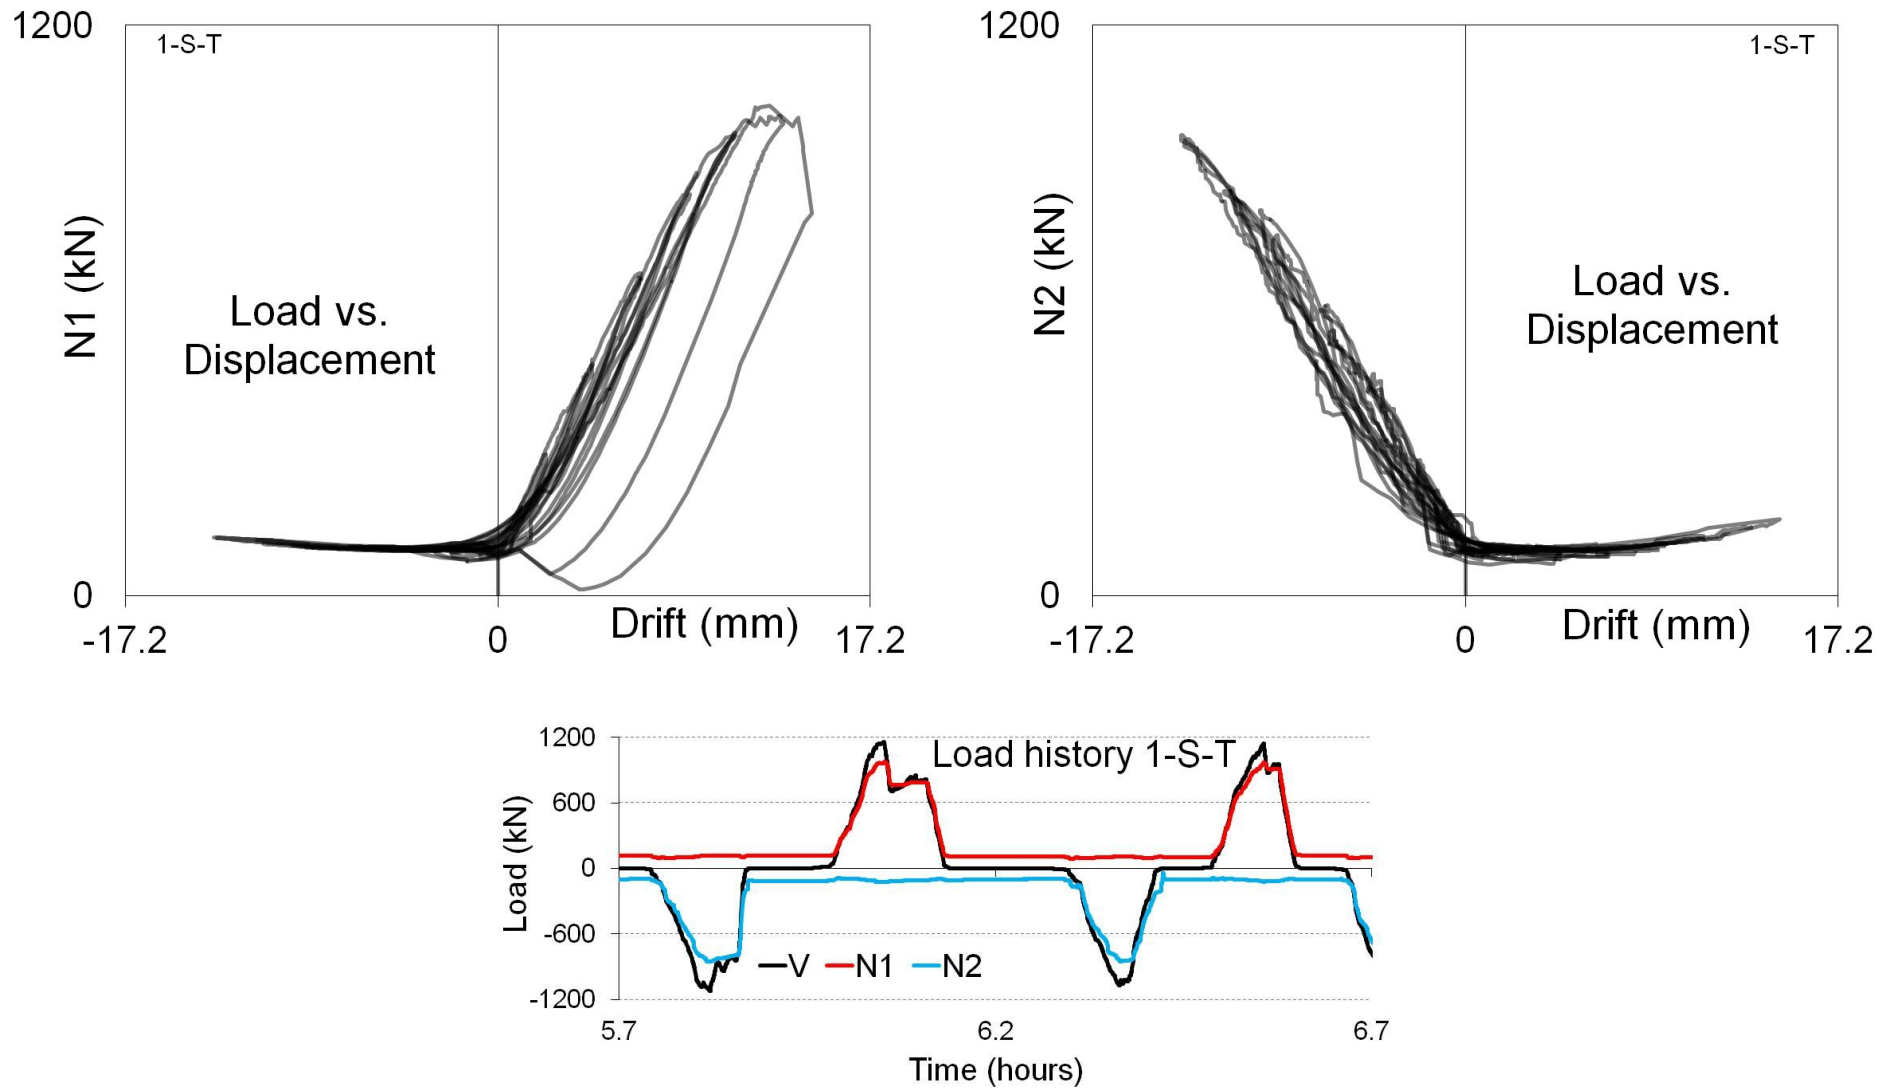 1200
1-S-T
N1 (kN)
Load vs.
Displacement
0
-17.2
0
Drift (mm)
17.2
1200
1-S-T
N2 (kN)
Load vs.
Displacement
0
-17.2
0
Drift (mm)
17.2
Load history 1-S-T
Load (kN)
1200
600
0
-600
-1200
V N1 N2
5.7 6.2 6.7
Time (hours)